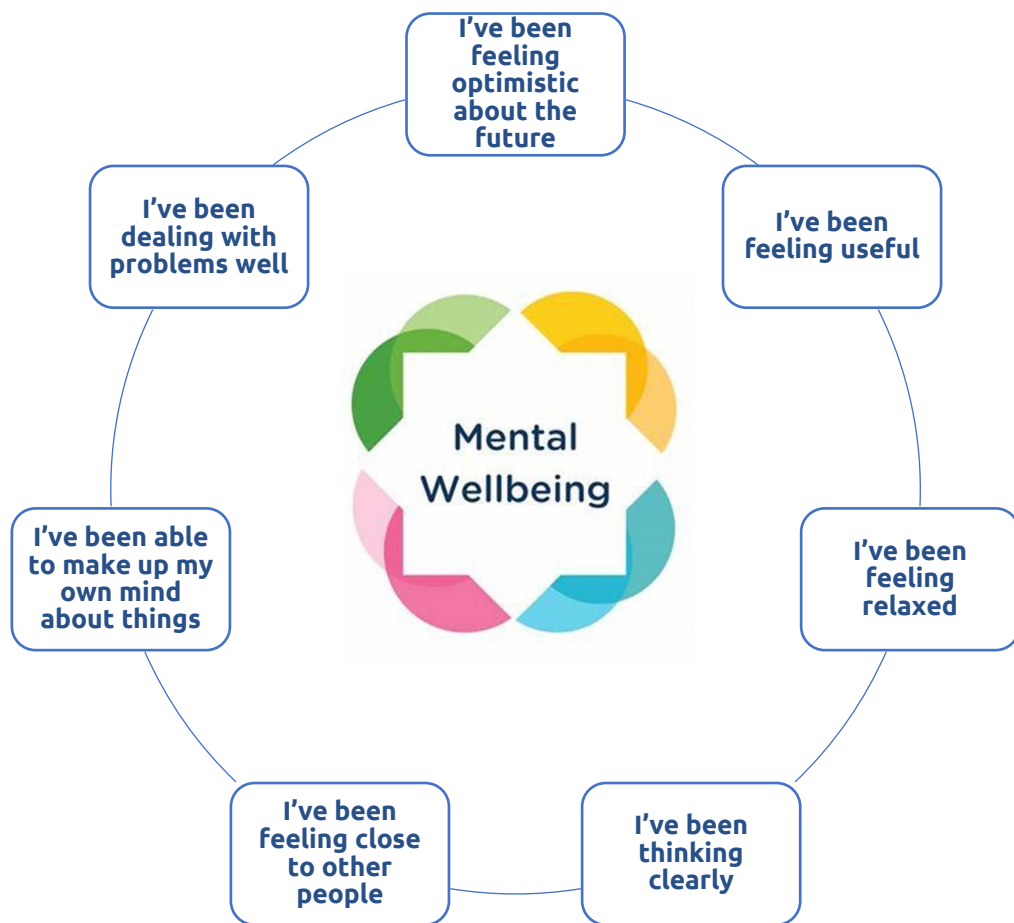 I’ve been
feeling
optimistic
about the
future
I’ve been
feeling useful
I’ve been
feeling
relaxed
I’ve been
thinking
clearly
I’ve been
feeling close
to other
people
I’ve been able
to make up my
own mind
about things
I’ve been
dealing with
problems well
Mental
Wellbeing